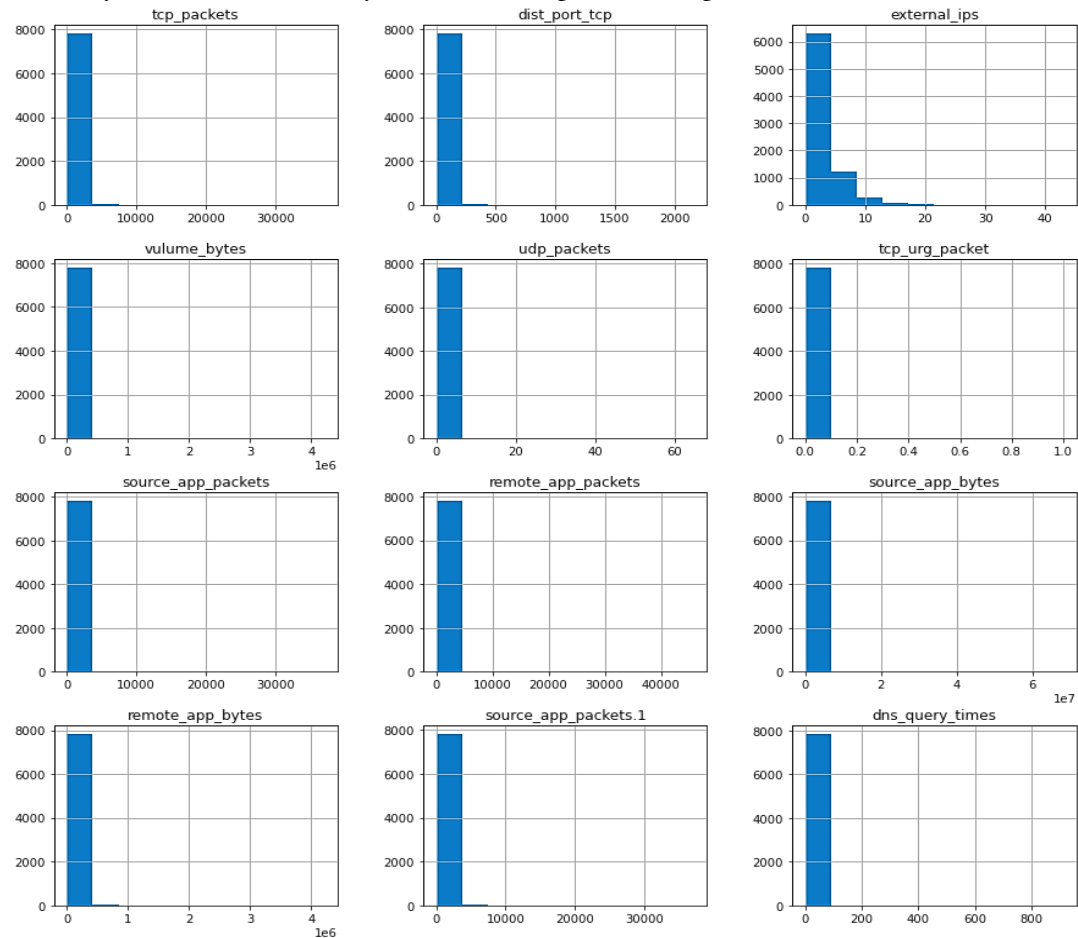 tcp_packets
dist_port_tcp
external_ips
8000
6000
4000
2000
0
0 10000 20000 30000
8000
6000
4000
2000
0
0 500 1000 1500 2000
6000
5000
4000
3000
2000
1000
0
0 10 20 30 40
vulume_bytes
udp_packets
tcp_urg_packet
8000
6000
4000
2000
0
0 1 2 3 4
1e6
8000
6000
4000
2000
0
0 20 40 60
8000
6000
4000
2000
0
0.0 0.2 0.4 0.6 0.8 1.0
source_app_packets
remote_app_packets
source_app_bytes
8000
6000
4000
2000
0
0 10000 20000 30000
8000
6000
4000
2000
0
0 10000 20000 30000 40000
8000
6000
4000
2000
0
0 2 4 6
1e7
remote_app_bytes
source_app_packets.1
dns_query_times
8000
6000
4000
2000
0
0 1 2 3 4
1e6
8000
6000
4000
2000
0
0 10000 20000 30000
8000
6000
4000
2000
0
0 200 400 600 800